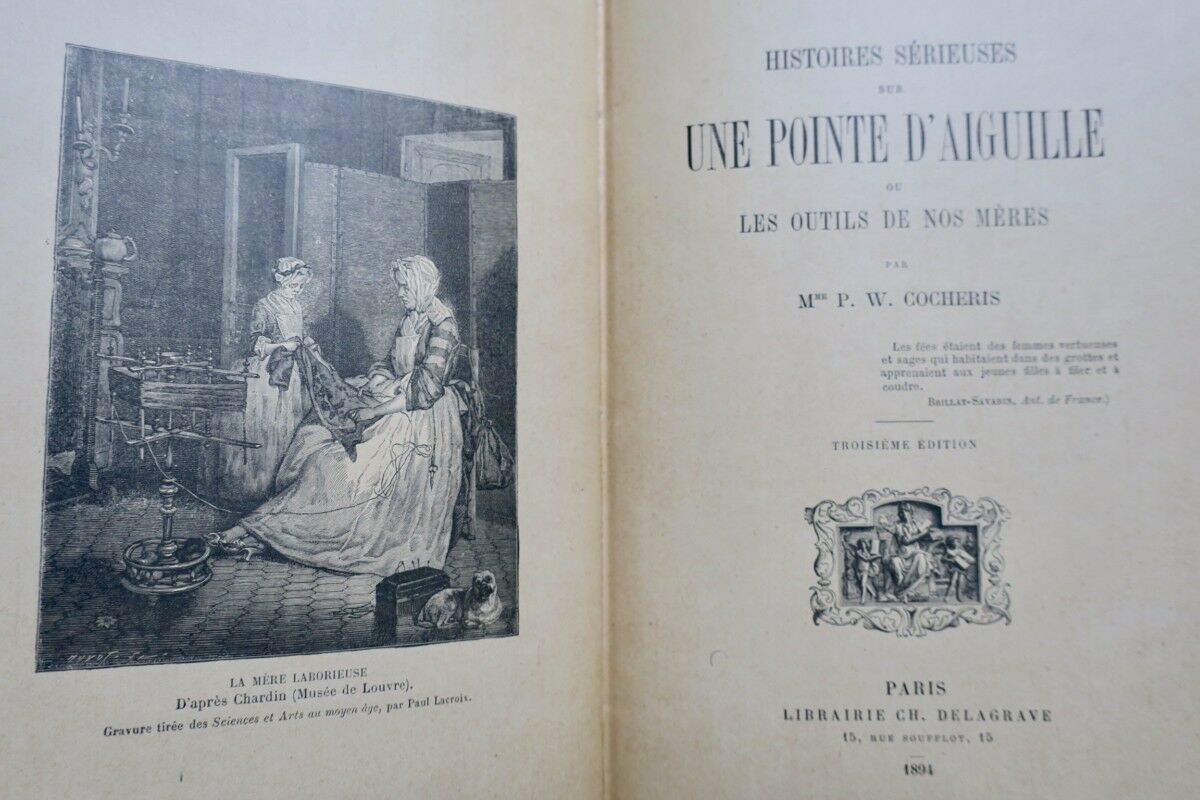 LA MÈRE LABORIEUSE
D'après Chardin (Musée de Louvre).
Gravure tirée des Sciences et Arts au moyen âge, par Paul Lacroix.
HISTOIRES SÉRIEUSES
SUR
UNE POINTE D'AIGUILLE
OU
LES OUTILS DE NOS MÈRES
PAR
MME P. W. COCHERIS
Les fées étaient des femmes vertueuses
et sages qui habitaient dans des grottes et
apprenaient aux jeunes filles à filer et à
coudre.
BRILLAT-SAVARIN, Ant. de France.)
TROISIÈME ÉDITION
PARIS
LIBRAIRIE CH. DELAGRAVE
15, RUE SOUFFLOT, 15
1894